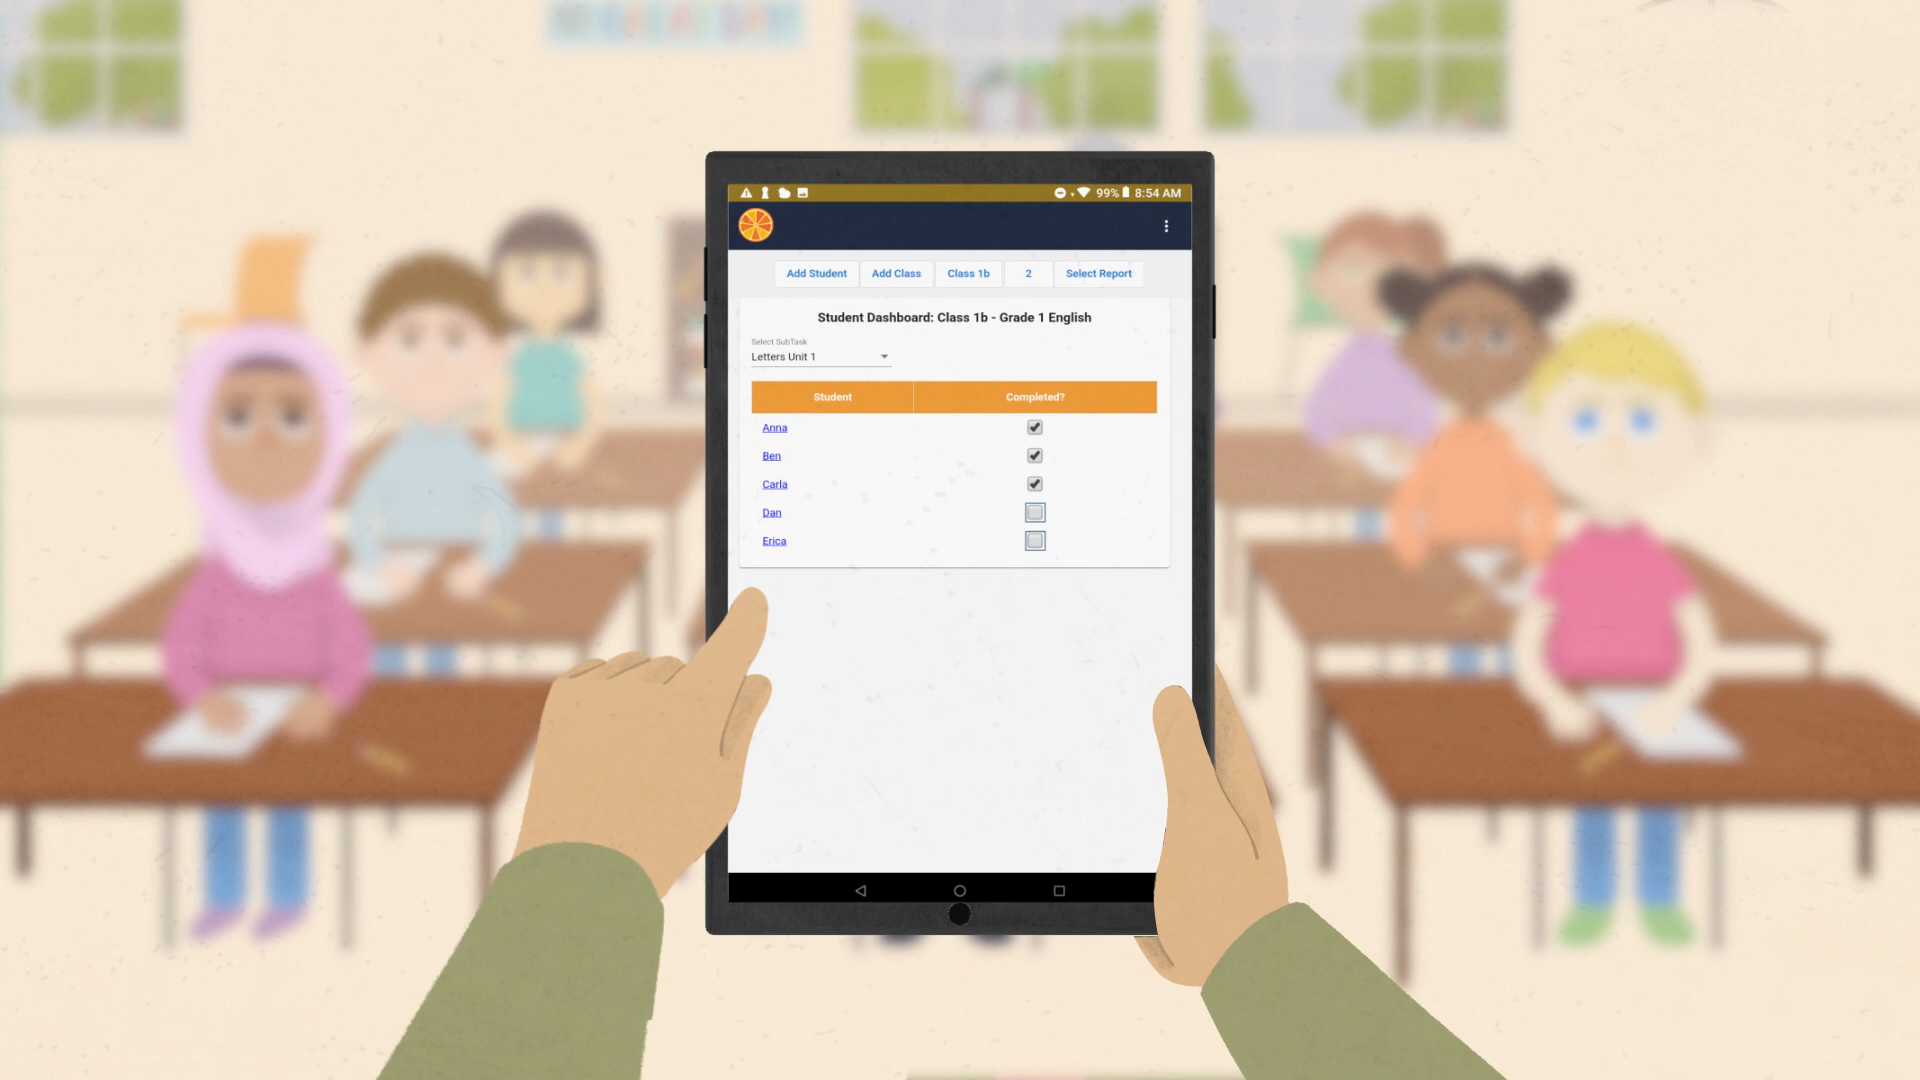 99% 8:54 AM
Add Student Add Class Class 1b 2 Select Report
Student Dashboard: Class 1b - Grade 1 English
Select SubTask
Letters Unit 1
Student Completed?
Anna
Ben
Carla
Dan
Erica